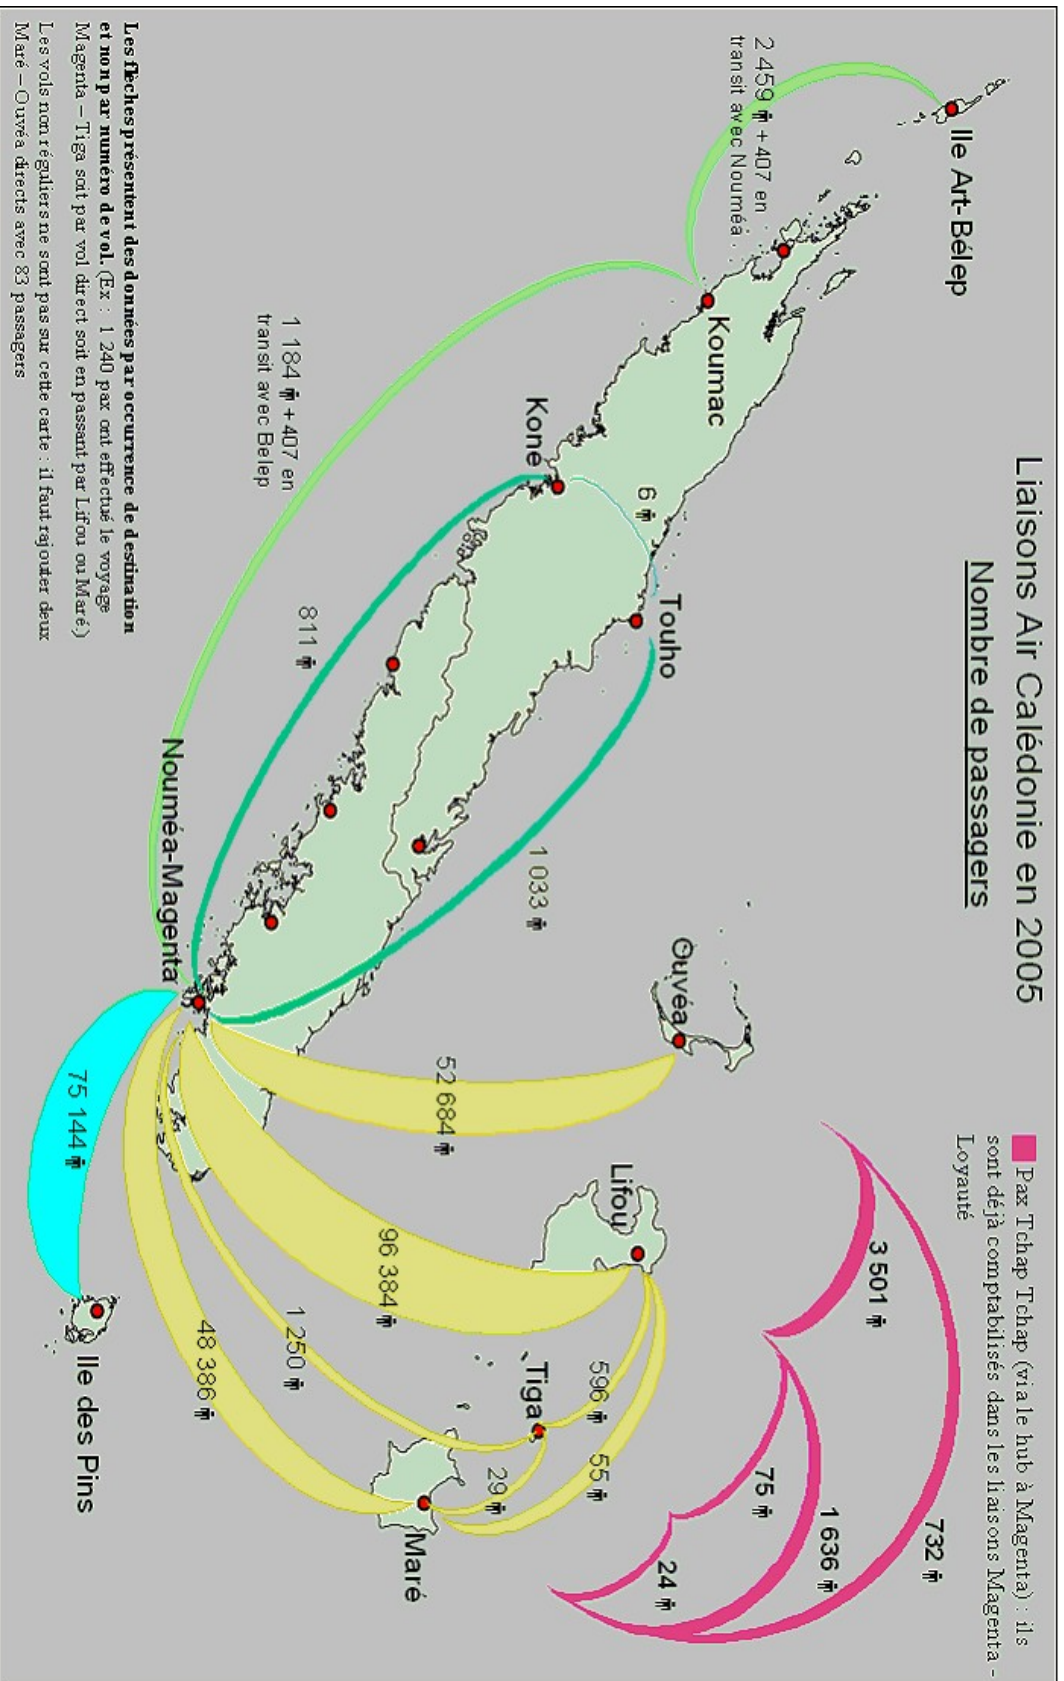 Liaisons Air Calédonie en 2005
Nombre de passagers
Pax Tchap Tchap (via le hub à Magenta) : ils
sont déjà comptabilisés dans les liaisons Magenta -
Loyauté
Ile Art-Bélep
2 459 + 407 en
transit avec Nouméa
Koumac
Kone
6
Touho
1 184 + 407 en
transit avec Belep
811
1 033
Nouméa-Magenta
Ouvéa
52 684
Lifou
96 384
3 501
732
1 636
75
24
596
55
Tiga
29
1 250
48 386
Maré
75 144
Ile des Pins
Les flèches présentent des données par occurrence de destination
et non par numéro de vol. (Ex : 1 240 pax ont effectué le voyage
Magenta – Tiga soit par vol direct soit en passant par Lifou ou Maré.)
Les vols non réguliers ne sont pas sur cette carte : il faut rajouter deux
Maré – Ouvéa directs avec 83 passagers